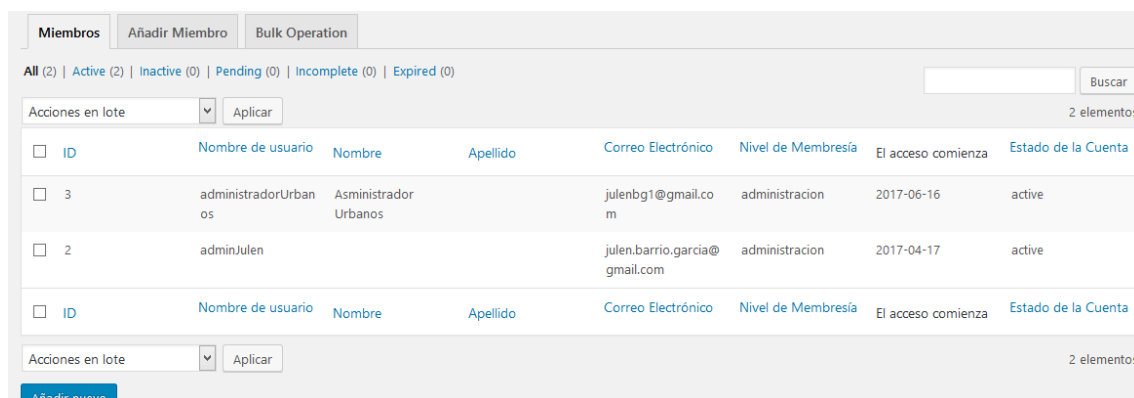 Miembros Añadir Miembro Bulk Operation
All (2) | Active (2) | Inactive (0) | Pending (0) | Incomplete (0) | Expired (0)
Buscar
Acciones en lote Aplicar 2 elementos
ID Nombre de usuario Nombre Apellido Correo Electrónico Nivel de Membresía El acceso comienza Estado de la Cuenta
3 administradorUrban Asministrador julenbg1@gmail.co administracion 2017-06-16 active
os Urbanos m
2 adminJulen julen.barrio.garcia@ administracion 2017-04-17 active
gmail.com
ID Nombre de usuario Nombre Apellido Correo Electrónico Nivel de Membresía El acceso comienza Estado de la Cuenta
Acciones en lote Aplicar 2 elementos
Añadir nuevo